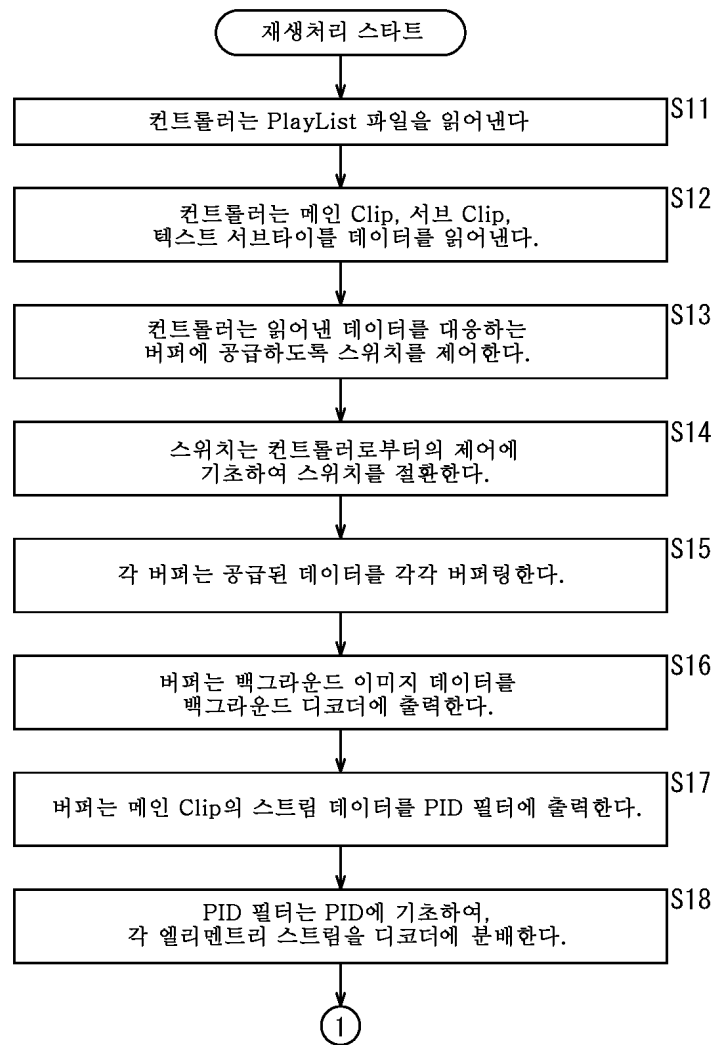 재생처리 스타트
S11
컨트롤러는 PlayList 파일을 읽어낸다
S12
컨트롤러는 메인 Clip, 서브 Clip,
텍스트 서브타이틀 데이터를 읽어낸다.
S13
컨트롤러는 읽어낸 데이터를 대응하는
버퍼에 공급하도록 스위치를 제어한다.
S14
스위치는 컨트롤러로부터의 제어에
기초하여 스위치를 절환한다.
S15
각 버퍼는 공급된 데이터를 각각 버퍼링한다.
S16
버퍼는 백그라운드 이미지 데이터를
백그라운드 디코더에 출력한다.
S17
버퍼는 메인 Clip의 스트림 데이터를 PID 필터에 출력한다.
S18
PID 필터는 PID에 기초하여,
각 엘리멘트리 스트림을 디코더에 분배한다.
1